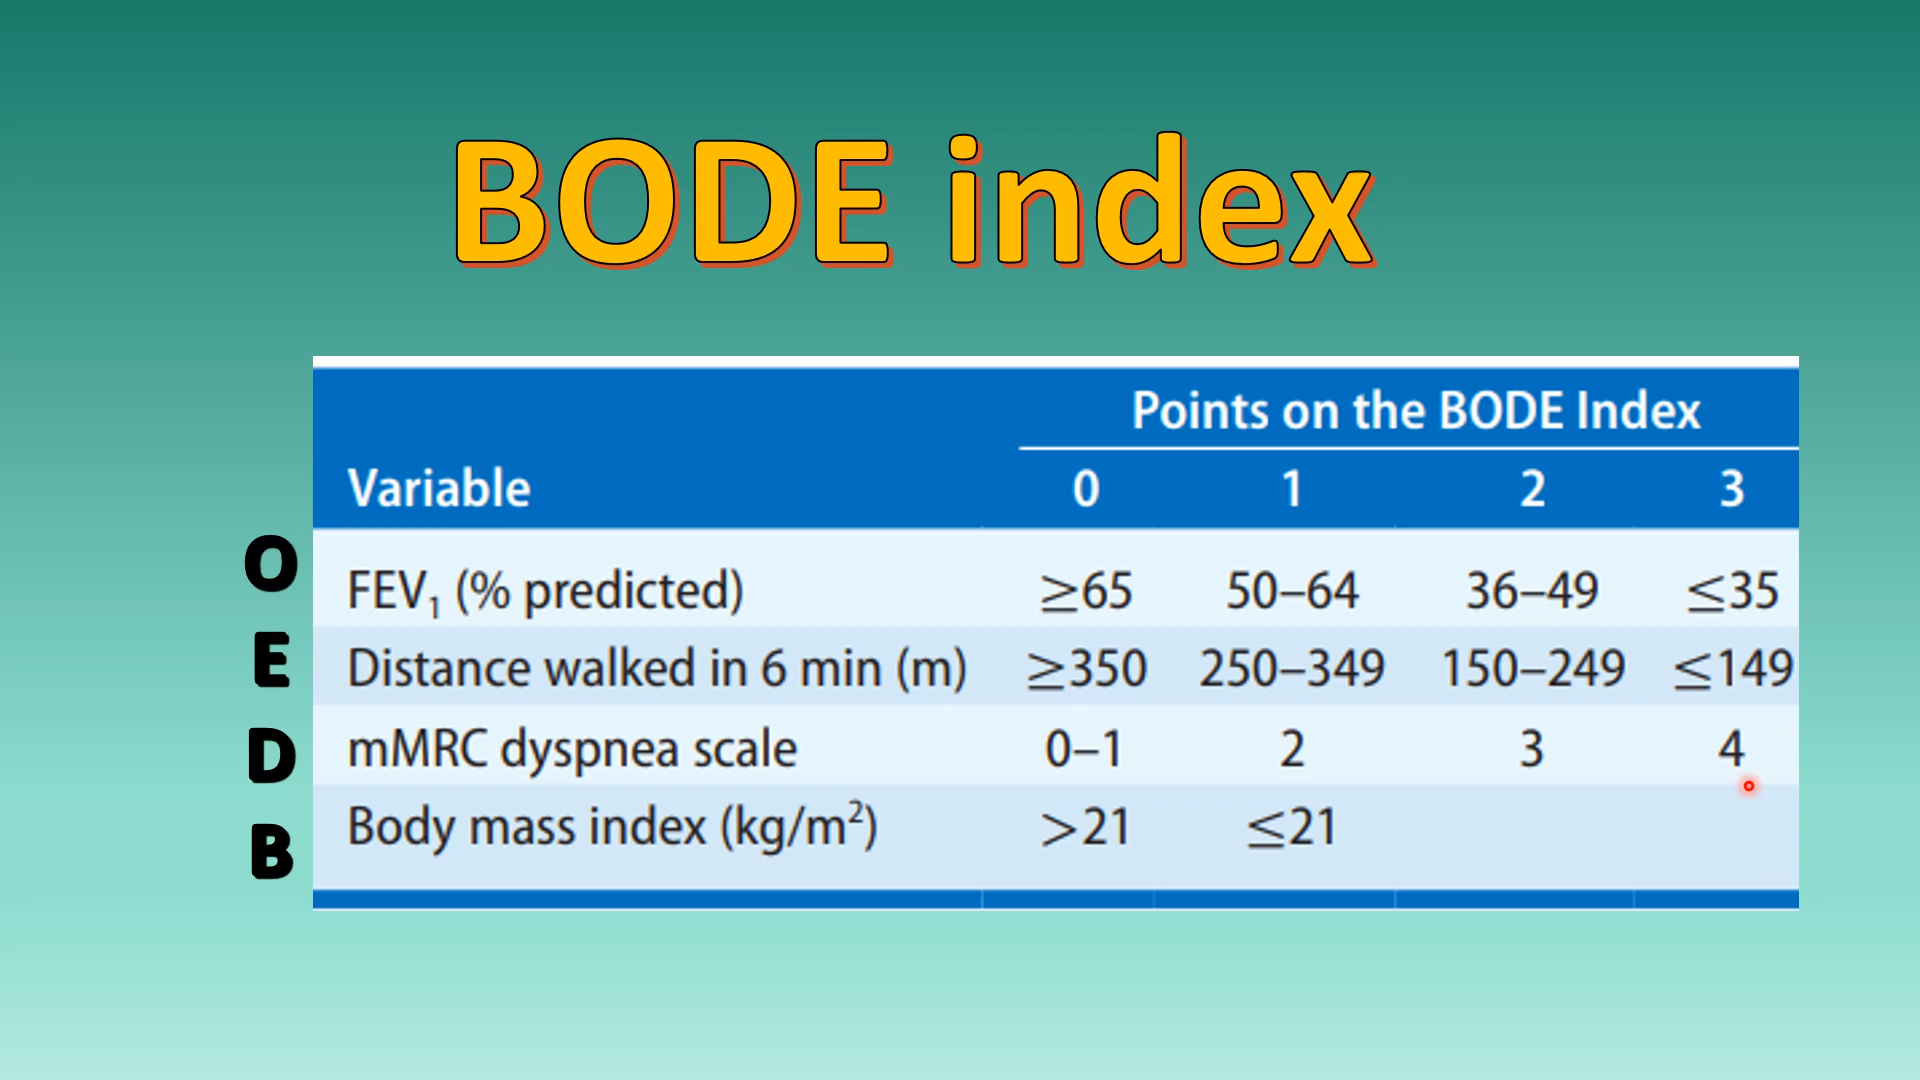 BODE index
Points on the BODE Index
Variable 0 1 2 3
O FEV₁ (% predicted) ≥65 50–64 36–49 ≤35
E Distance walked in 6 min (m) ≥350 250–349 150–249 ≤149
D mMRC dyspnea scale 0–1 2 3 4
B Body mass index (kg/m²) >21 ≤21